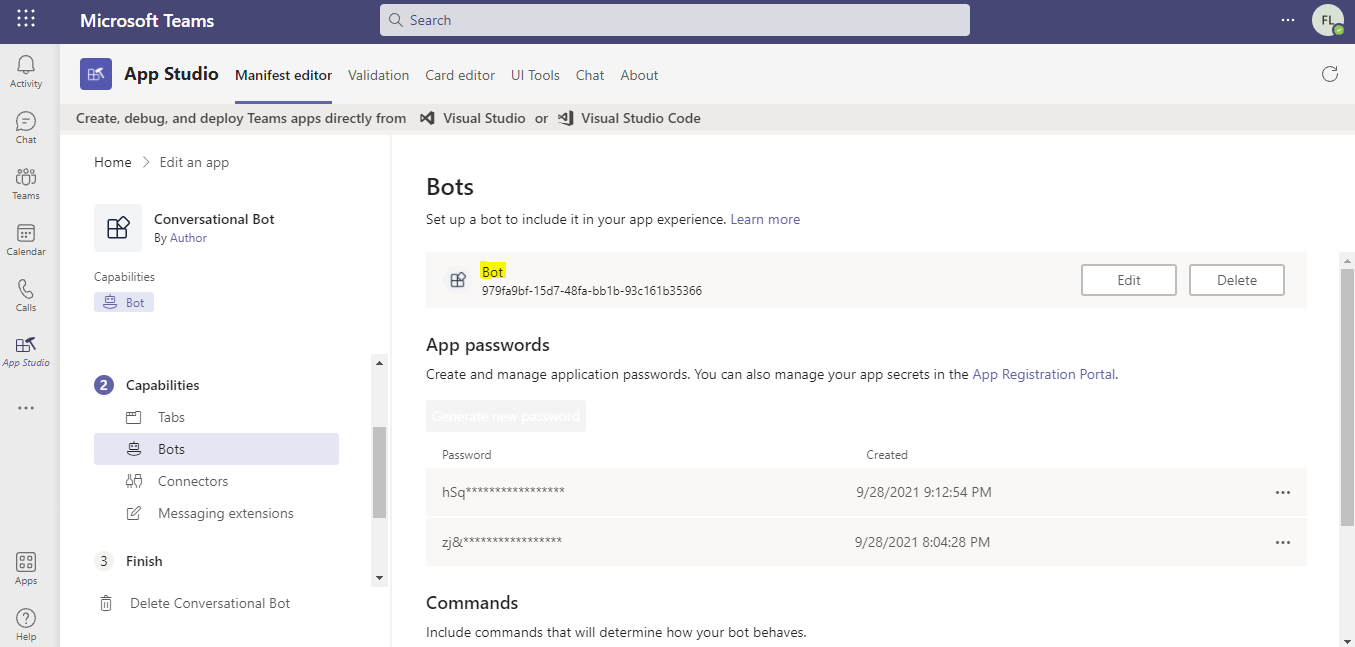 Microsoft Teams
Search
FL
Activity
Chat
Teams
Calendar
Calls
App Studio
Apps
Help
App Studio
Manifest editor
Validation
Card editor
UI Tools
Chat
About
Create, debug, and deploy Teams apps directly from Visual Studio or Visual Studio Code
Home > Edit an app
Conversational Bot
By Author
Capabilities
Bot
2 Capabilities
Tabs
Bots
Connectors
Messaging extensions
3 Finish
Delete Conversational Bot
Bots
Set up a bot to include it in your app experience. Learn more
Bot
979fa9bf-15d7-48fa-bb1b-93c161b35366
Edit
Delete
App passwords
Create and manage application passwords. You can also manage your app secrets in the App Registration Portal.
Generate new password
Password Created
hSq***************** 9/28/2021 9:12:54 PM
zj&***************** 9/28/2021 8:04:28 PM
Commands
Include commands that will determine how your bot behaves.